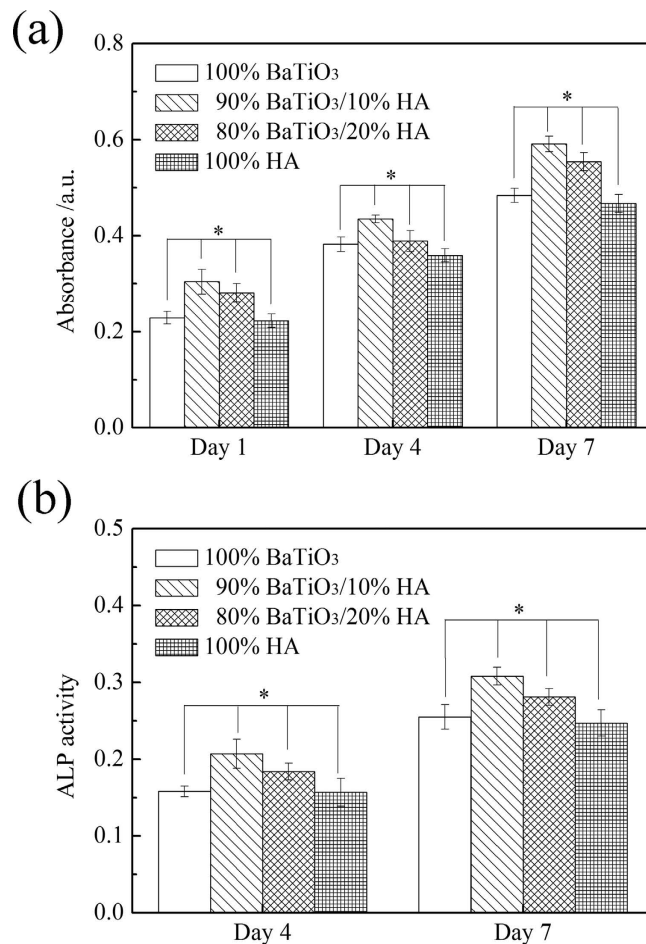 (a)
0.8
0.6
0.4
0.2
0.0
Absorbance /a.u.
100% BaTiO₃
90% BaTiO₃/10% HA
80% BaTiO₃/20% HA
100% HA
*
*
*
Day 1
Day 4
Day 7
(b)
0.5
0.4
0.3
0.2
0.1
0.0
ALP activity
100% BaTiO₃
90% BaTiO₃/10% HA
80% BaTiO₃/20% HA
100% HA
*
*
Day 4
Day 7